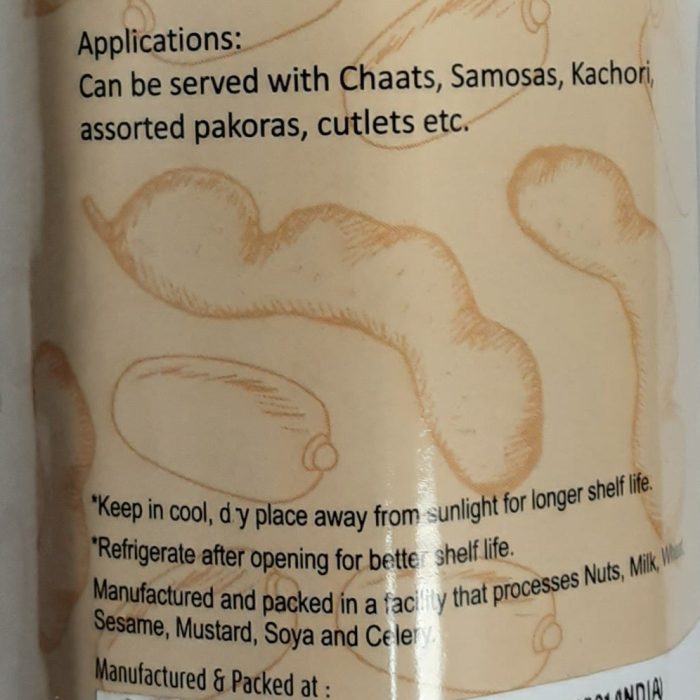 Applications:
Can be served with Chaats, Samosas, Kachori,
assorted pakoras, cutlets etc.
*Keep in cool, dry place away from sunlight for longer shelf life.
*Refrigerate after opening for better shelf life.
Manufactured and packed in a facility that processes Nuts, Milk,
Sesame, Mustard, Soya and Celery
Manufactured & Packed at :